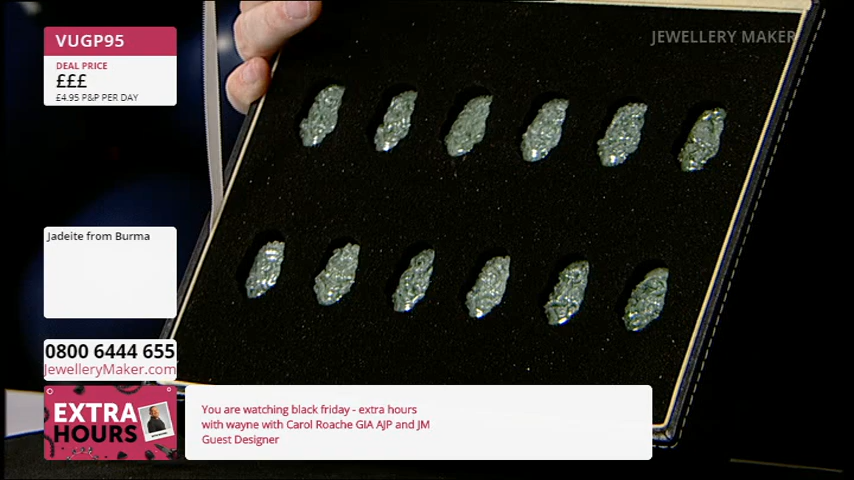 VUGP95
DEAL PRICE
£££
£4.95 P&P PER DAY
JEWELLERY MAKER
Jadeite from Burma
0800 6444 655
JewelleryMaker.com
EXTRA
HOURS
You are watching black friday - extra hours
with wayne with Carol Roache GIA AJP and JM
Guest Designer